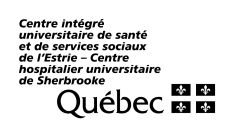 Centre intégré
universitaire de santé
et de services sociaux
de l'Estrie – Centre
hospitalier universitaire
de Sherbrooke
Québec